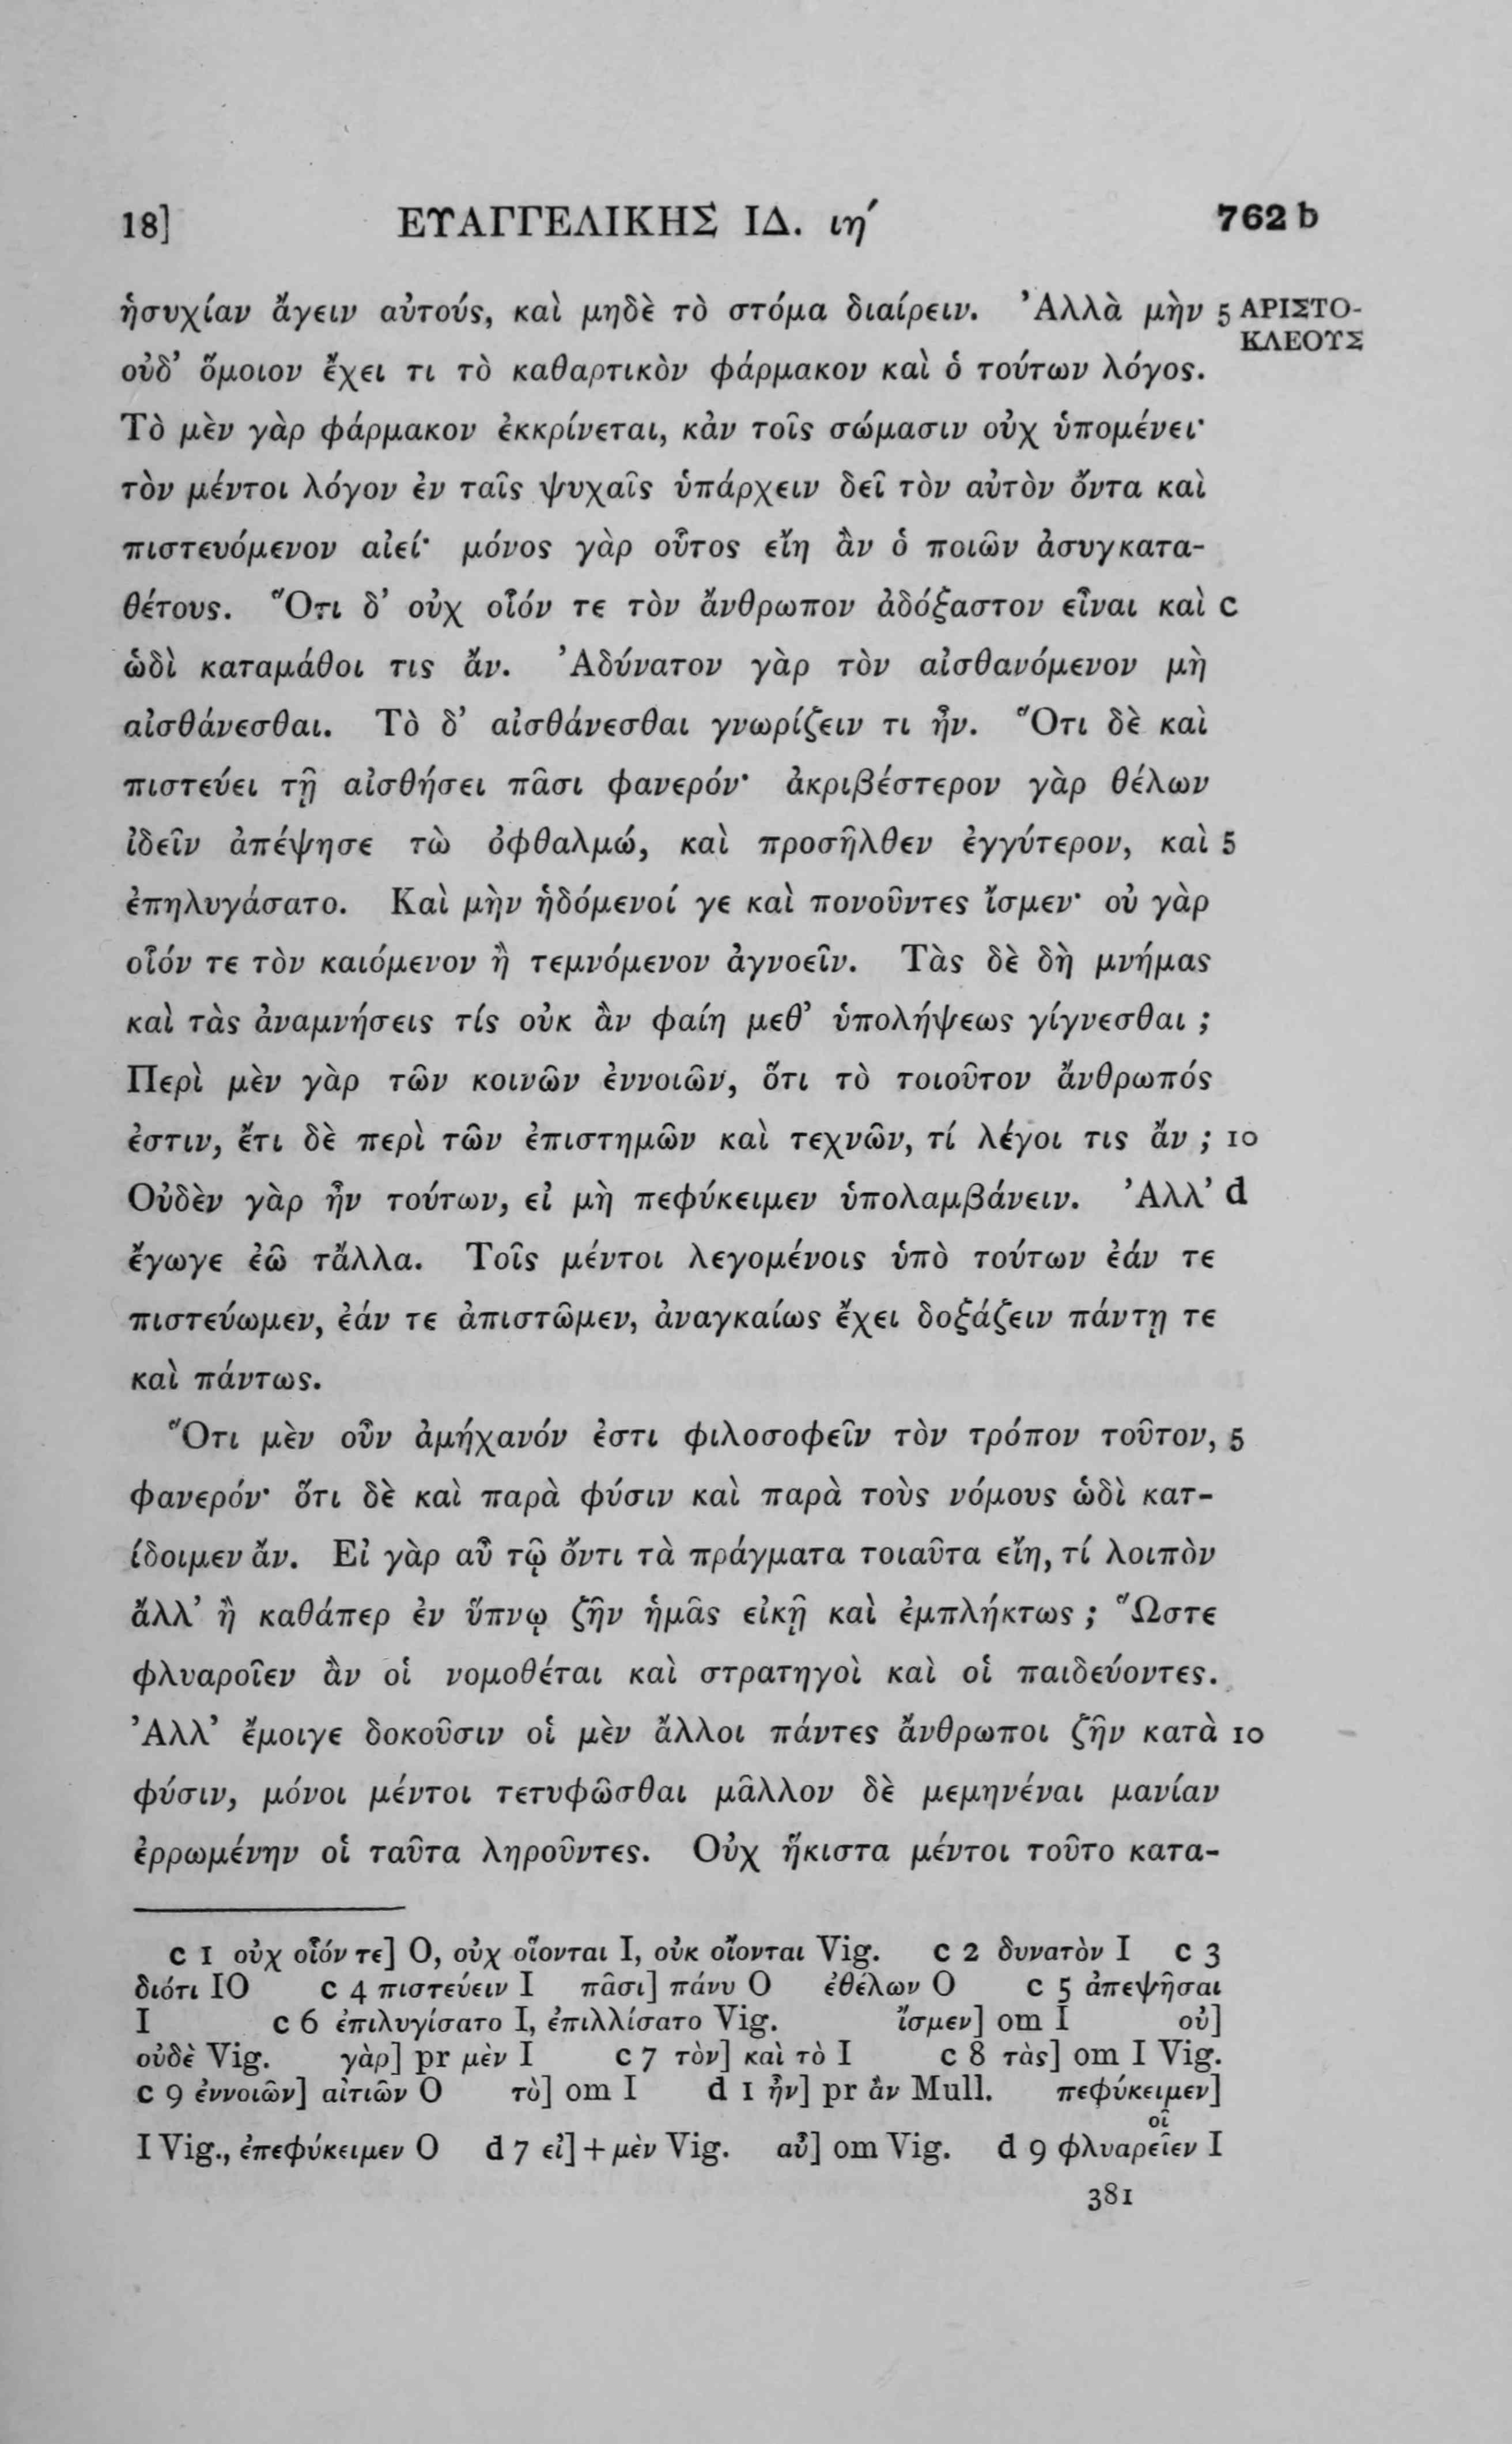 18] ΕΥΑΓΓΕΛΙΚΗΣ ΙΔ. ιη´ 762 b
ἡσυχίαν ἄγειν αὐτούς, καὶ μηδὲ τὸ στόμα διαίρειν. Ἀλλὰ μὴν 5 ΑΡΙΣΤΟ-
ΚΛΕΟΥΣ
οὐδ’ ὅμοιον ἔχει τι τὸ καθαρτικὸν φάρμακον καὶ ὁ τούτων λόγος.
Τὸ μὲν γὰρ φάρμακον ἐκκρίνεται, κἀν τοῖς σώμασιν οὐχ ὑπομένει·
τὸν μέντοι λόγον ἐν ταῖς ψυχαῖς ὑπάρχειν δεῖ τὸν αὐτὸν ὄντα καὶ
πιστευόμενον αἰεί· μόνος γὰρ οὗτος εἴη ἂν ὁ ποιῶν ἀσυγκατα-
θέτους. Ὅτι δ’ οὐχ οἷόν τε τὸν ἄνθρωπον ἀδόξαστον εἶναι καὶ c
ὡδὶ καταμάθοι τις ἄν. Ἀδύνατον γὰρ τὸν αἰσθανόμενον μὴ
αἰσθάνεσθαι. Τὸ δ’ αἰσθάνεσθαι γνωρίζειν τι ἦν. Ὅτι δὲ καὶ
πιστεύει τῇ αἰσθήσει πᾶσι φανερόν· ἀκριβέστερον γὰρ θέλων
ἰδεῖν ἀπέψησε τὼ ὀφθαλμώ, καὶ προσῆλθεν ἐγγύτερον, καὶ 5
ἐπηλυγάσατο. Καὶ μὴν ἡδόμενοί γε καὶ πονοῦντες ἴσμεν· οὐ γὰρ
οἷόν τε τὸν καιόμενον ἢ τεμνόμενον ἀγνοεῖν. Τὰς δὲ δὴ μνήμας
καὶ τὰς ἀναμνήσεις τίς οὐκ ἂν φαίη μεθ’ ὑπολήψεως γίγνεσθαι ;
Περὶ μὲν γὰρ τῶν κοινῶν ἐννοιῶν, ὅτι τὸ τοιοῦτον ἄνθρωπός
ἐστιν, ἔτι δὲ περὶ τῶν ἐπιστημῶν καὶ τεχνῶν, τί λέγοι τις ἄν ; 10
Οὐδὲν γὰρ ἦν τούτων, εἰ μὴ πεφύκειμεν ὑπολαμβάνειν. Ἀλλ’ d
ἔγωγε ἐῶ τἄλλα. Τοῖς μέντοι λεγομένοις ὑπὸ τούτων ἐάν τε
πιστεύωμεν, ἐάν τε ἀπιστῶμεν, ἀναγκαίως ἔχει δοξάζειν πάντῃ τε
καὶ πάντως.
Ὅτι μὲν οὖν ἀμήχανόν ἐστι φιλοσοφεῖν τὸν τρόπον τοῦτον, 5
φανερόν· ὅτι δὲ καὶ παρὰ φύσιν καὶ παρὰ τοὺς νόμους ὡδὶ κατ-
ίδοιμεν ἄν. Εἰ γὰρ αὖ τῷ ὄντι τὰ πράγματα τοιαῦτα εἴη, τί λοιπὸν
ἄλλ’ ἢ καθάπερ ἐν ὕπνῳ ζῆν ἡμᾶς εἰκῇ καὶ ἐμπλήκτως ; Ὥστε
φλυαροῖεν ἂν οἱ νομοθέται καὶ στρατηγοὶ καὶ οἱ παιδεύοντες.
Ἀλλ’ ἔμοιγε δοκοῦσιν οἱ μὲν ἄλλοι πάντες ἄνθρωποι ζῆν κατὰ 10
φύσιν, μόνοι μέντοι τετυφῶσθαι μᾶλλον δὲ μεμηνέναι μανίαν
ἐρρωμένην οἱ ταῦτα ληροῦντες. Οὐχ ἥκιστα μέντοι τοῦτο κατα-
c 1 οὐχ οἷόν τε] O, οὐχ οἴονται I, οὐκ οἴονται Vig. c 2 δυνατὸν I c 3
διότι IO c 4 πιστεύειν I πᾶσι] πάνυ O ἐθέλων O c 5 ἀπεψῆσαι
I c 6 ἐπιλυγίσατο I, ἐπιλλίσατο Vig. ἴσμεν] om I οὐ]
οὐδὲ Vig. γὰρ] pr μὲν I c 7 τὸν] καὶ τὸ I c 8 τὰς] om I Vig.
c 9 ἐννοιῶν] αἰτιῶν O τὸ] om I d 1 ἦν] pr ἂν Mull. πεφύκειμεν]
οῖ
I Vig., ἐπεφύκειμεν O d 7 εἰ] + μὲν Vig. αὖ] om Vig. d 9 φλυαρεῖεν I
381